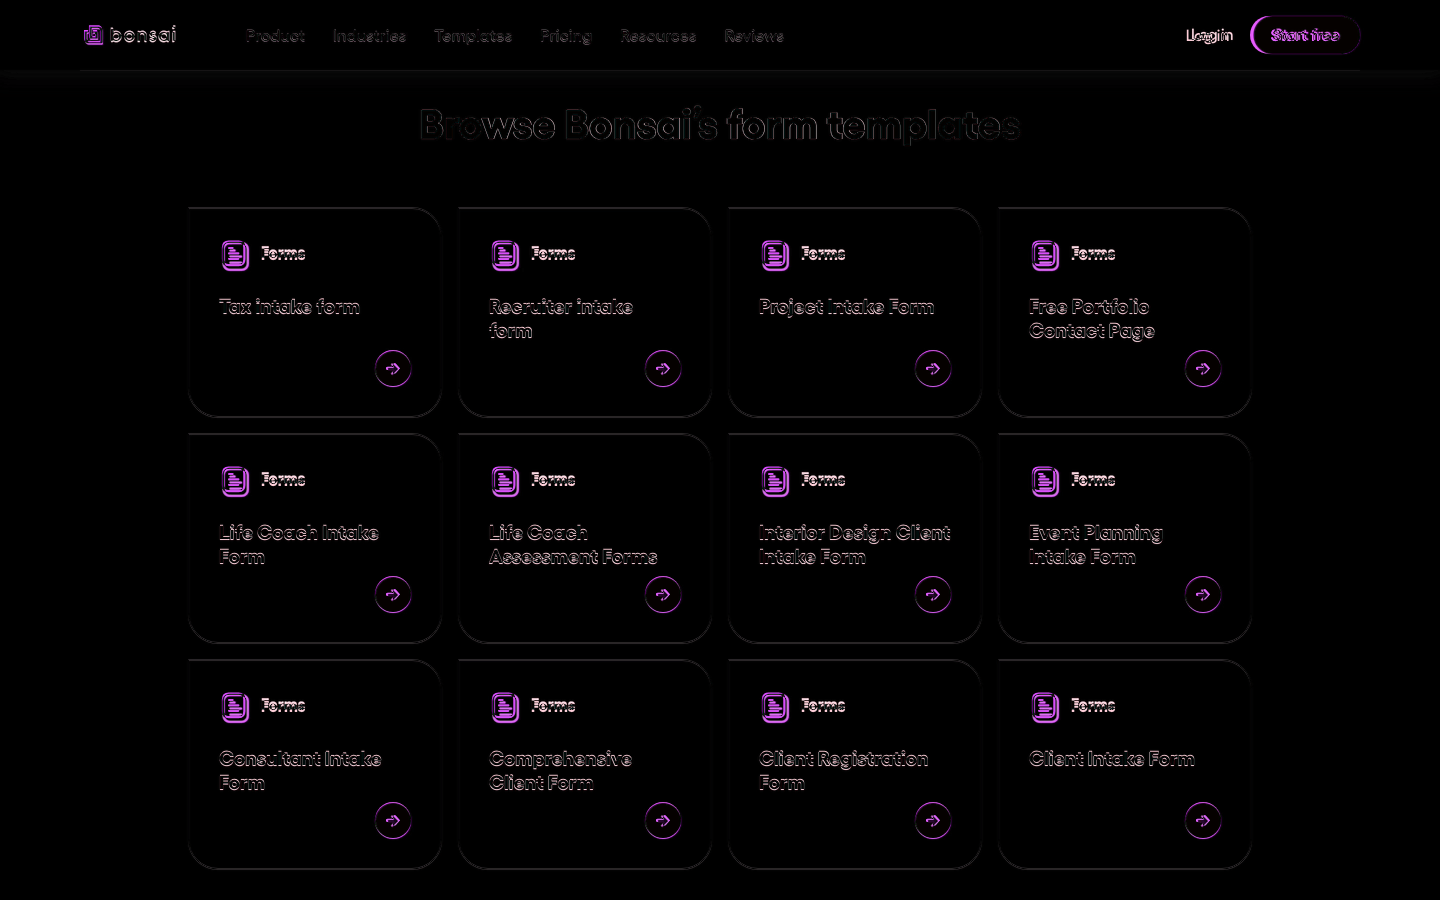 bonsai Product Industries Templates Pricing Resources Reviews Login Start free
Browse Bonsai's form templates
Forms Forms Forms Forms
Tax intake form
Recruiter intake
form
Project Intake Form
Free Portfolio
Contact Page
Forms Forms Forms Forms
Life Coach Intake
Form
Life Coach
Assessment Forms
Interior Design Client
Intake Form
Event Planning
Intake Form
Forms Forms Forms Forms
Consultant Intake
Form
Comprehensive
Client Form
Client Registration
Form
Client Intake Form